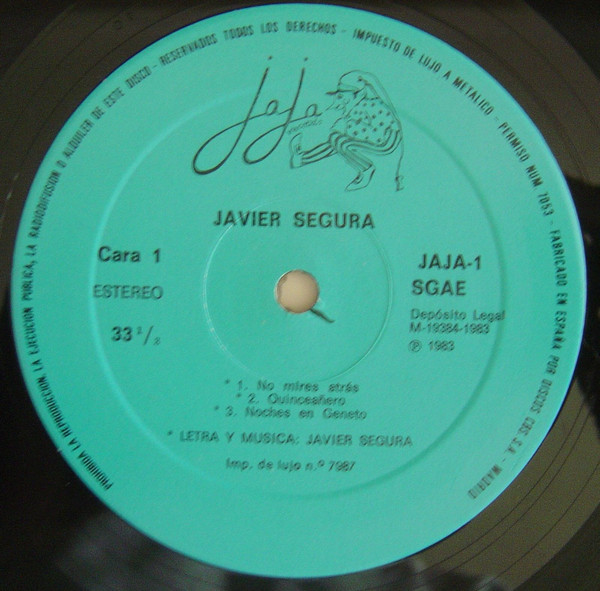 PROHIBIDA LA REPRODUCCION, LA EJECUCION PUBLICA, LA RADIODIFUSION O ALQUILER DE ESTE DISCO - RESERVADOS TODOS LOS DERECHOS - IMPUESTO DE LUJO A METALICO - PERMISO NUM. 7053 - FABRICADO EN ESPAÑA POR DISCOS CBS S.A. - MADRID
jaja
JAVIER SEGURA
Cara 1
ESTEREO
33 1/2
JAJA-1
SGAE
Depósito Legal
M-19384-1983
Ⓟ 1983
* 1. No mires atrás
* 2. Quinceañero
* 3. Noches en Geneto
* LETRA Y MUSICA: JAVIER SEGURA
Imp. de lujo n.º 7987